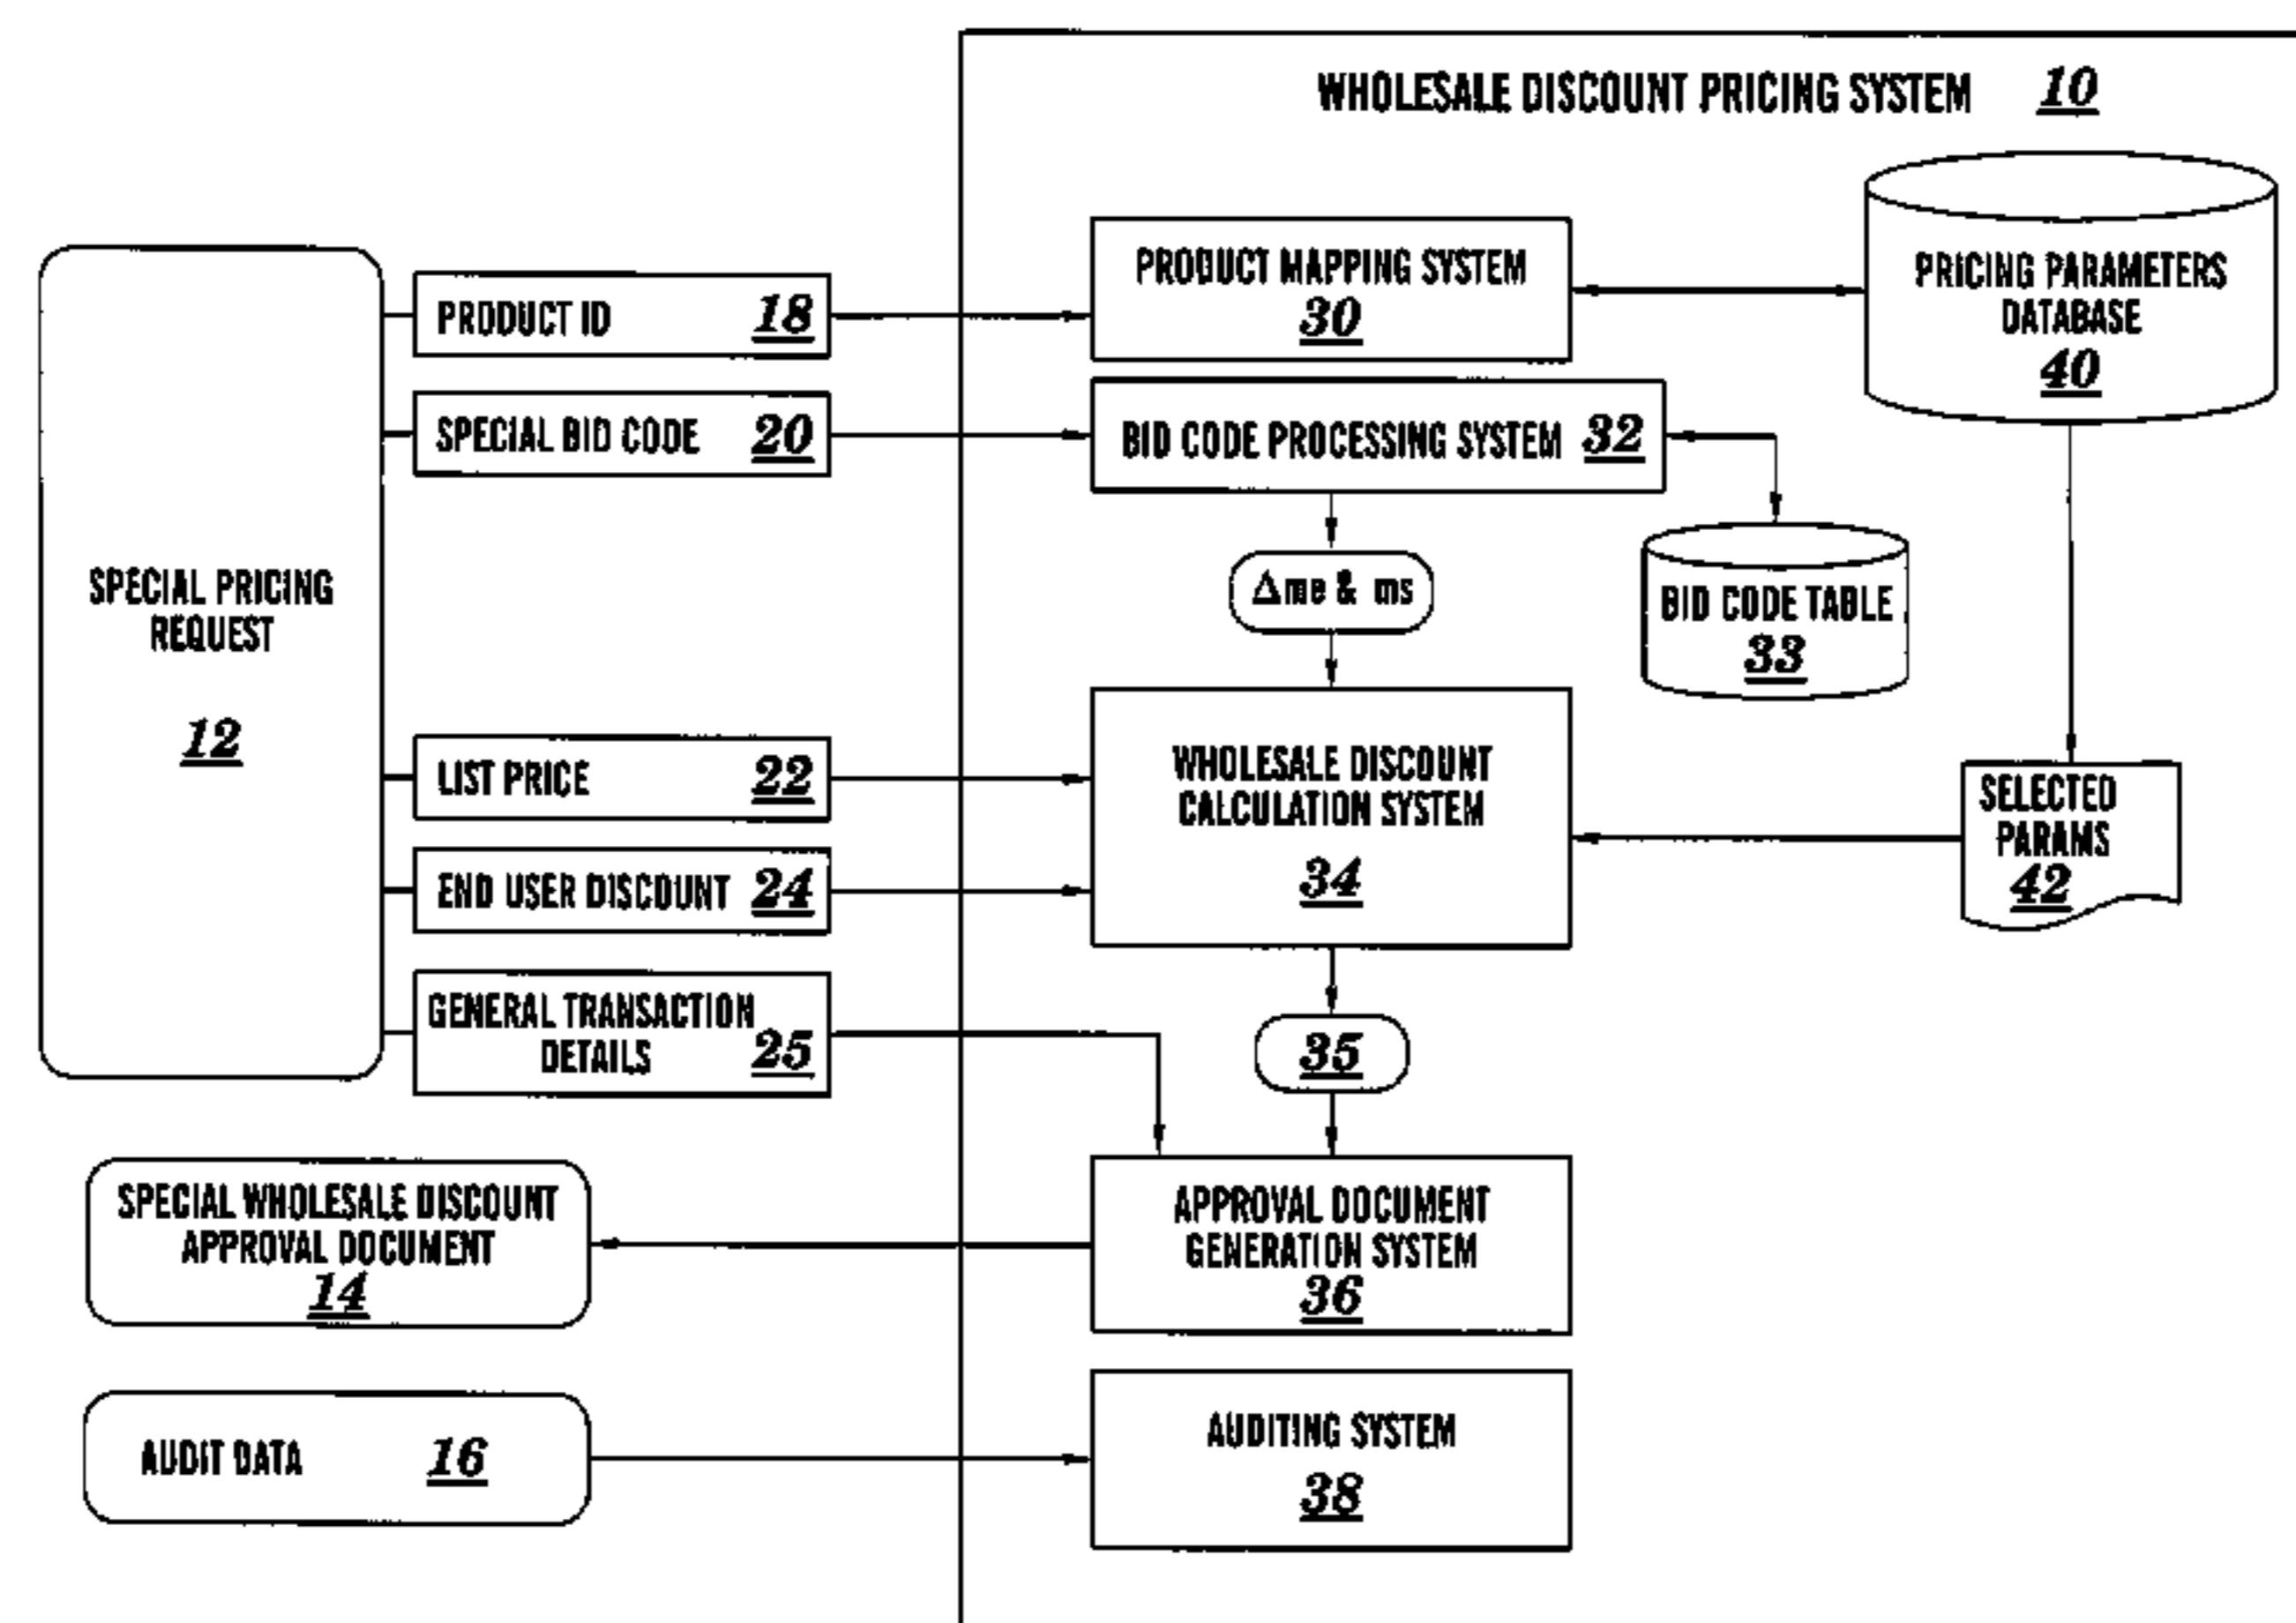 WHOLESALE DISCOUNT PRICING SYSTEM 10
PRODUCT MAPPING SYSTEM
30
PRICING PARAMETERS
DATABASE
40
PRODUCT ID 18
SPECIAL BID CODE 20
BID CODE PROCESSING SYSTEM 32
SPECIAL PRICING
REQUEST
12
Δme & ms
BID CODE TABLE
33
LIST PRICE 22
WHOLESALE DISCOUNT
CALCULATION SYSTEM
34
SELECTED
PARAMS
42
END USER DISCOUNT 24
GENERAL TRANSACTION
DETAILS 25
35
SPECIAL WHOLESALE DISCOUNT
APPROVAL DOCUMENT
14
APPROVAL DOCUMENT
GENERATION SYSTEM
36
AUDIT DATA 16
AUDITING SYSTEM
38